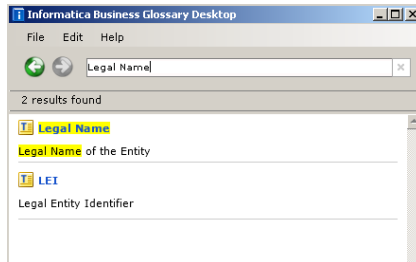 Informatica Business Glossary Desktop
File Edit Help
Legal Name
2 results found
Legal Name
Legal Name of the Entity
LEI
Legal Entity Identifier